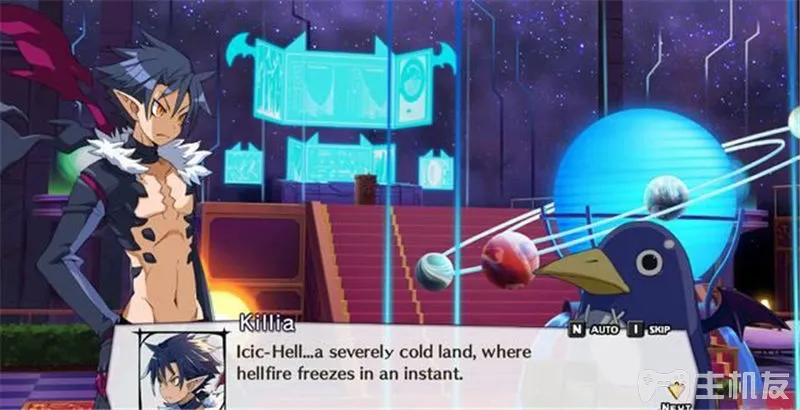 Killia
Icic-Hell...a severely cold land, where
hellfire freezes in an instant.
N AUTO I SKIP
NEXT
主机友